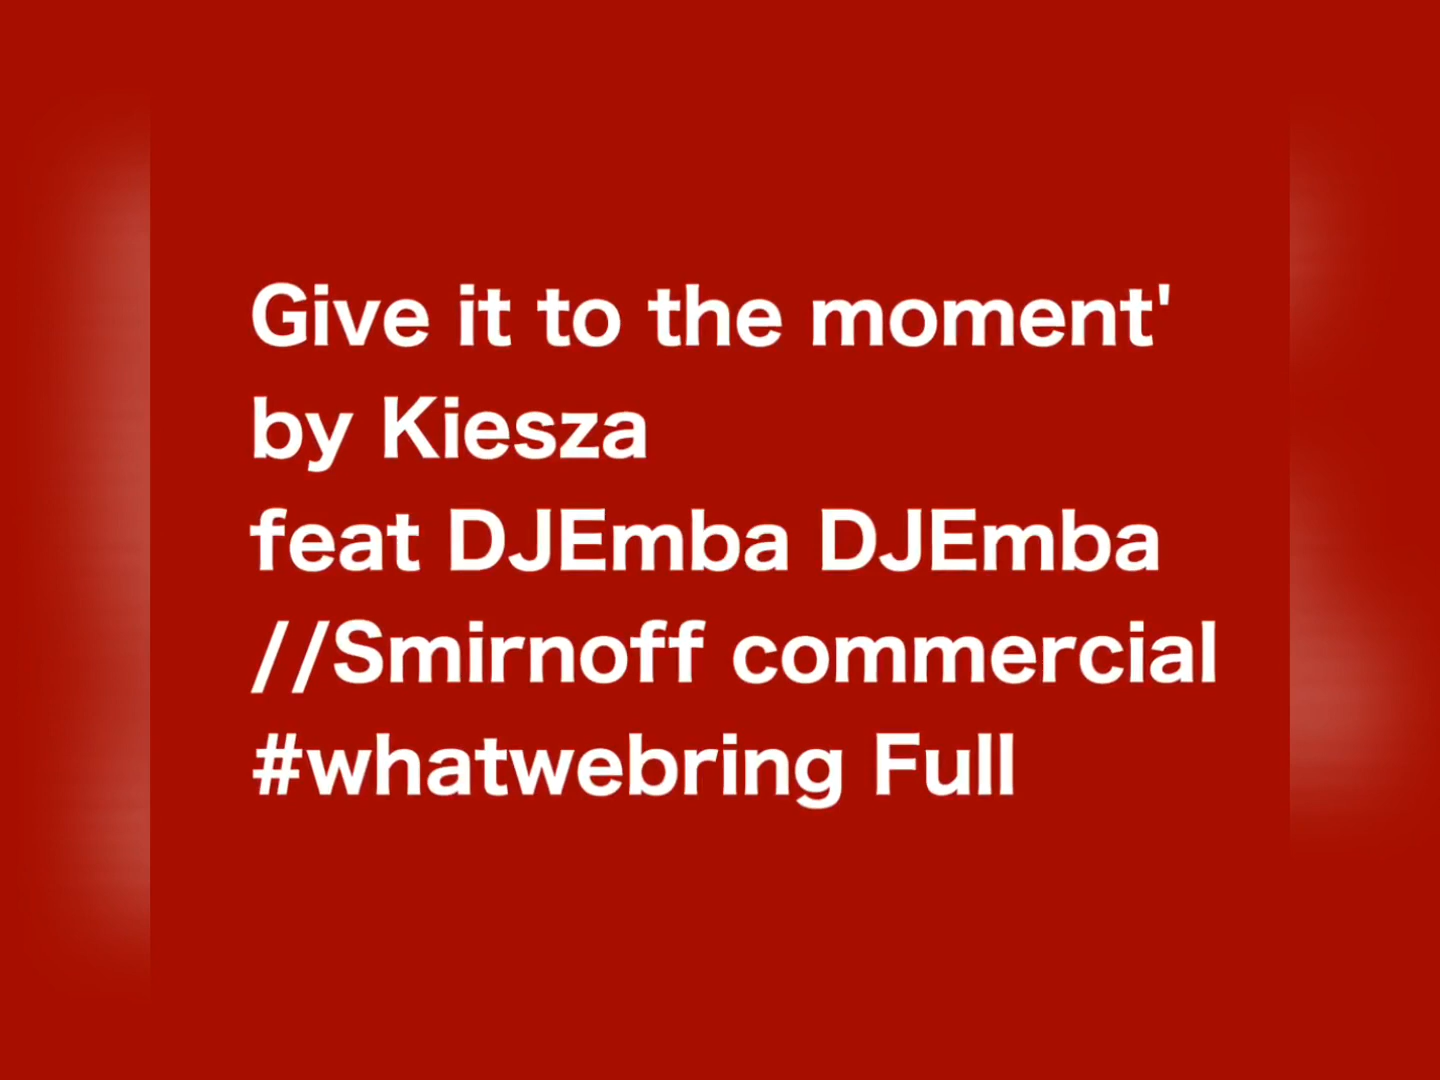 Give it to the moment'
by Kiesza
feat DJEmba DJEmba
//Smirnoff commercial
#whatwebring Full